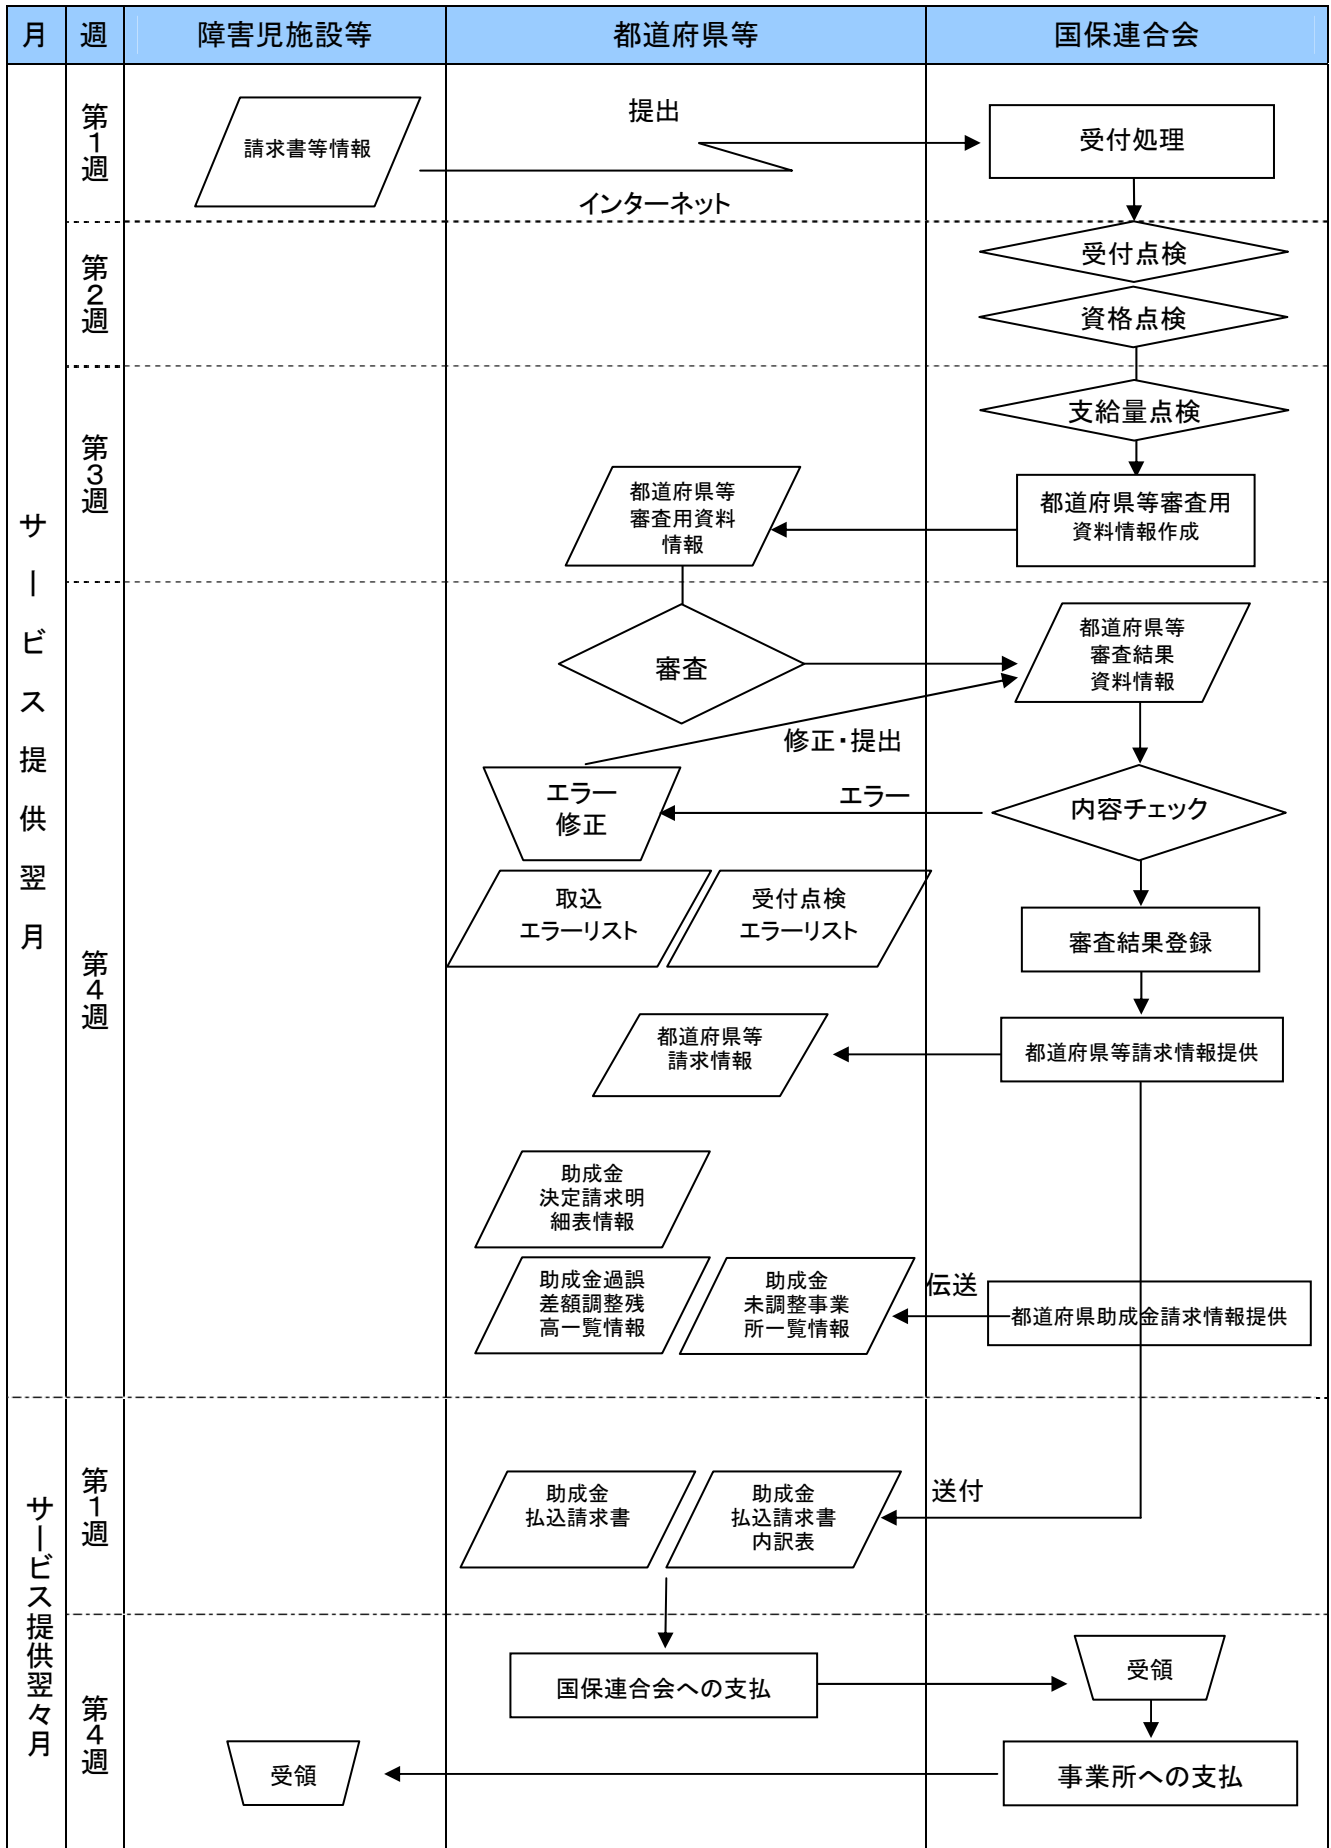 月 週 障害児施設等 都道府県等 国保連合会
サービス提供翌月
第1週
請求書等情報
提出
インターネット
受付処理
第2週
受付点検
資格点検
第3週
支給量点検
都道府県等審査用
資料情報作成
都道府県等
審査用資料
情報
第4週
審査
都道府県等
審査結果
資料情報
修正・提出
エラー
修正
エラー
内容チェック
取込
エラーリスト
受付点検
エラーリスト
審査結果登録
都道府県等
請求情報
都道府県等請求情報提供
助成金
決定請求明
細表情報
助成金過誤
差額調整残
高一覧情報
助成金
未調整事業
所一覧情報
伝送
都道府県助成金請求情報提供
サービス提供翌々月
第1週
助成金
払込請求書
助成金
払込請求書
内訳表
送付
第4週
国保連合会への支払
受領
受領
事業所への支払